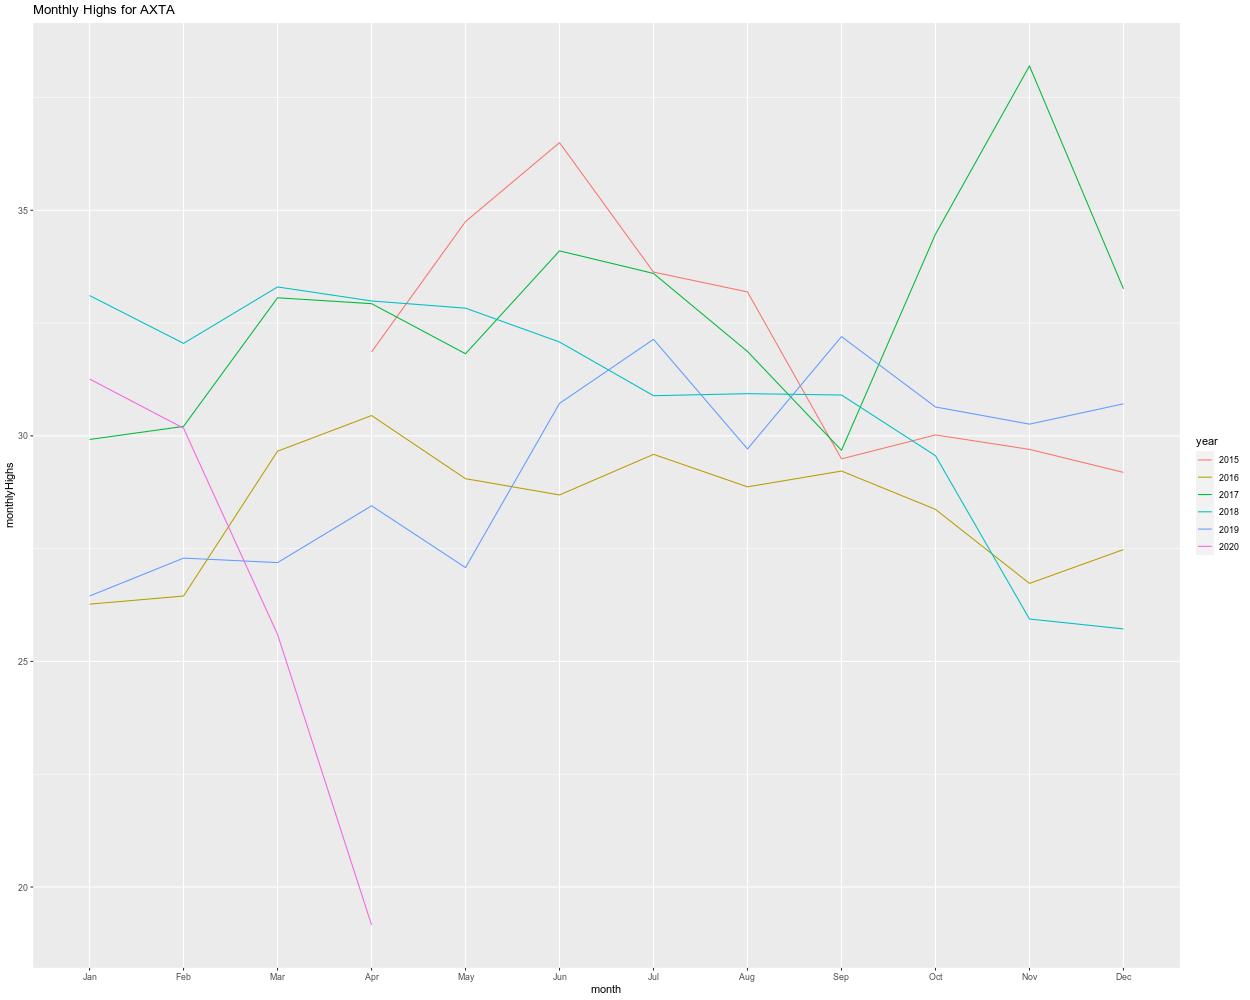 Monthly Highs for AXTA
monthlyHighs
35
30
25
20
Jan Feb Mar Apr May Jun Jul Aug Sep Oct Nov Dec
month
year
2015
2016
2017
2018
2019
2020